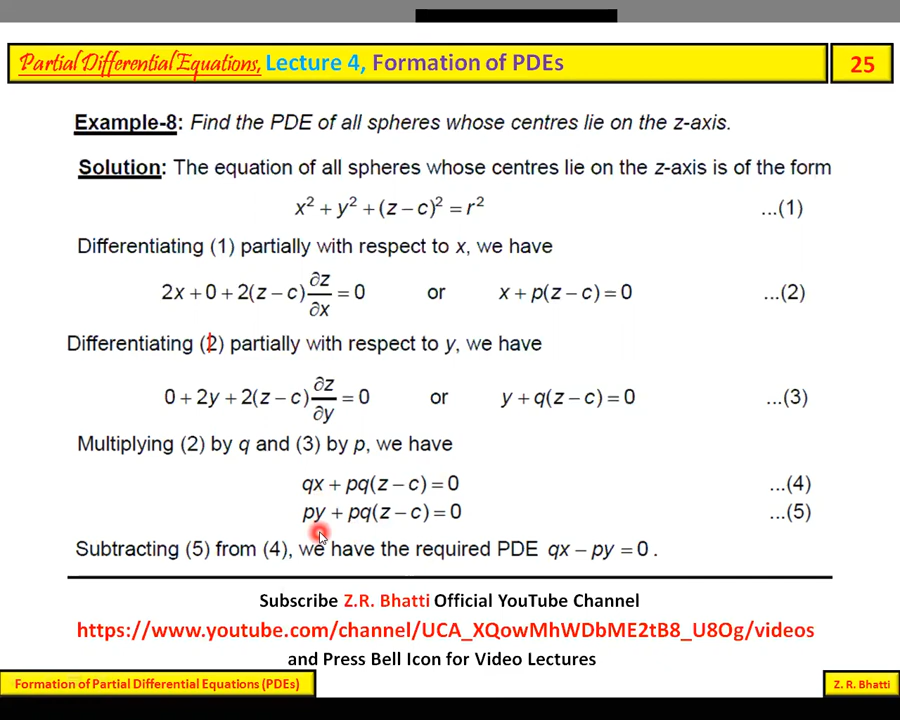 Partial Differential Equations, Lecture 4, Formation of PDEs
25
Example-8: Find the PDE of all spheres whose centres lie on the z-axis.
Solution: The equation of all spheres whose centres lie on the z-axis is of the form
x² + y² + (z − c)² = r² ...(1)
Differentiating (1) partially with respect to x, we have
2x + 0 + 2(z − c) ∂z/∂x = 0 or x + p(z − c) = 0 ...(2)
Differentiating (2) partially with respect to y, we have
0 + 2y + 2(z − c) ∂z/∂y = 0 or y + q(z − c) = 0 ...(3)
Multiplying (2) by q and (3) by p, we have
qx + pq(z − c) = 0 ...(4)
py + pq(z − c) = 0 ...(5)
Subtracting (5) from (4), we have the required PDE qx − py = 0.
Subscribe Z.R. Bhatti Official YouTube Channel
https://www.youtube.com/channel/UCA_XQowMhWDbME2tB8_U8Og/videos
and Press Bell Icon for Video Lectures
Formation of Partial Differential Equations (PDEs)
Z. R. Bhatti